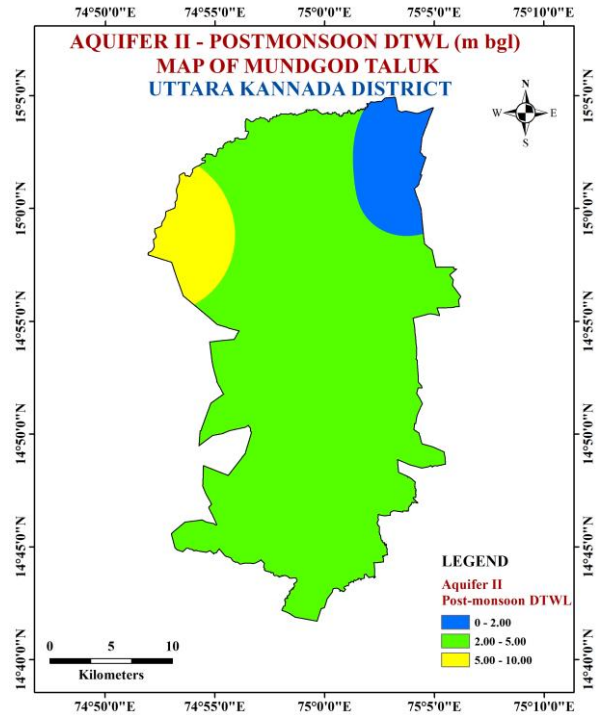 74°50'0"E 74°55'0"E 75°0'0"E 75°5'0"E 75°10'0"E
AQUIFER II - POSTMONSOON DTWL (m bgl)
MAP OF MUNDGOD TALUK
UTTARA KANNADA DISTRICT
N
W E
S
15°5'0"N 15°5'0"N
15°0'0"N 15°0'0"N
14°55'0"N 14°55'0"N
14°50'0"N 14°50'0"N
14°45'0"N 14°45'0"N
14°40'0"N 14°40'0"N
LEGEND
Aquifer II
Post-monsoon DTWL
0 - 2.00
2.00 - 5.00
5.00 - 10.00
0 5 10
Kilometers
74°50'0"E 74°55'0"E 75°0'0"E 75°5'0"E 75°10'0"E